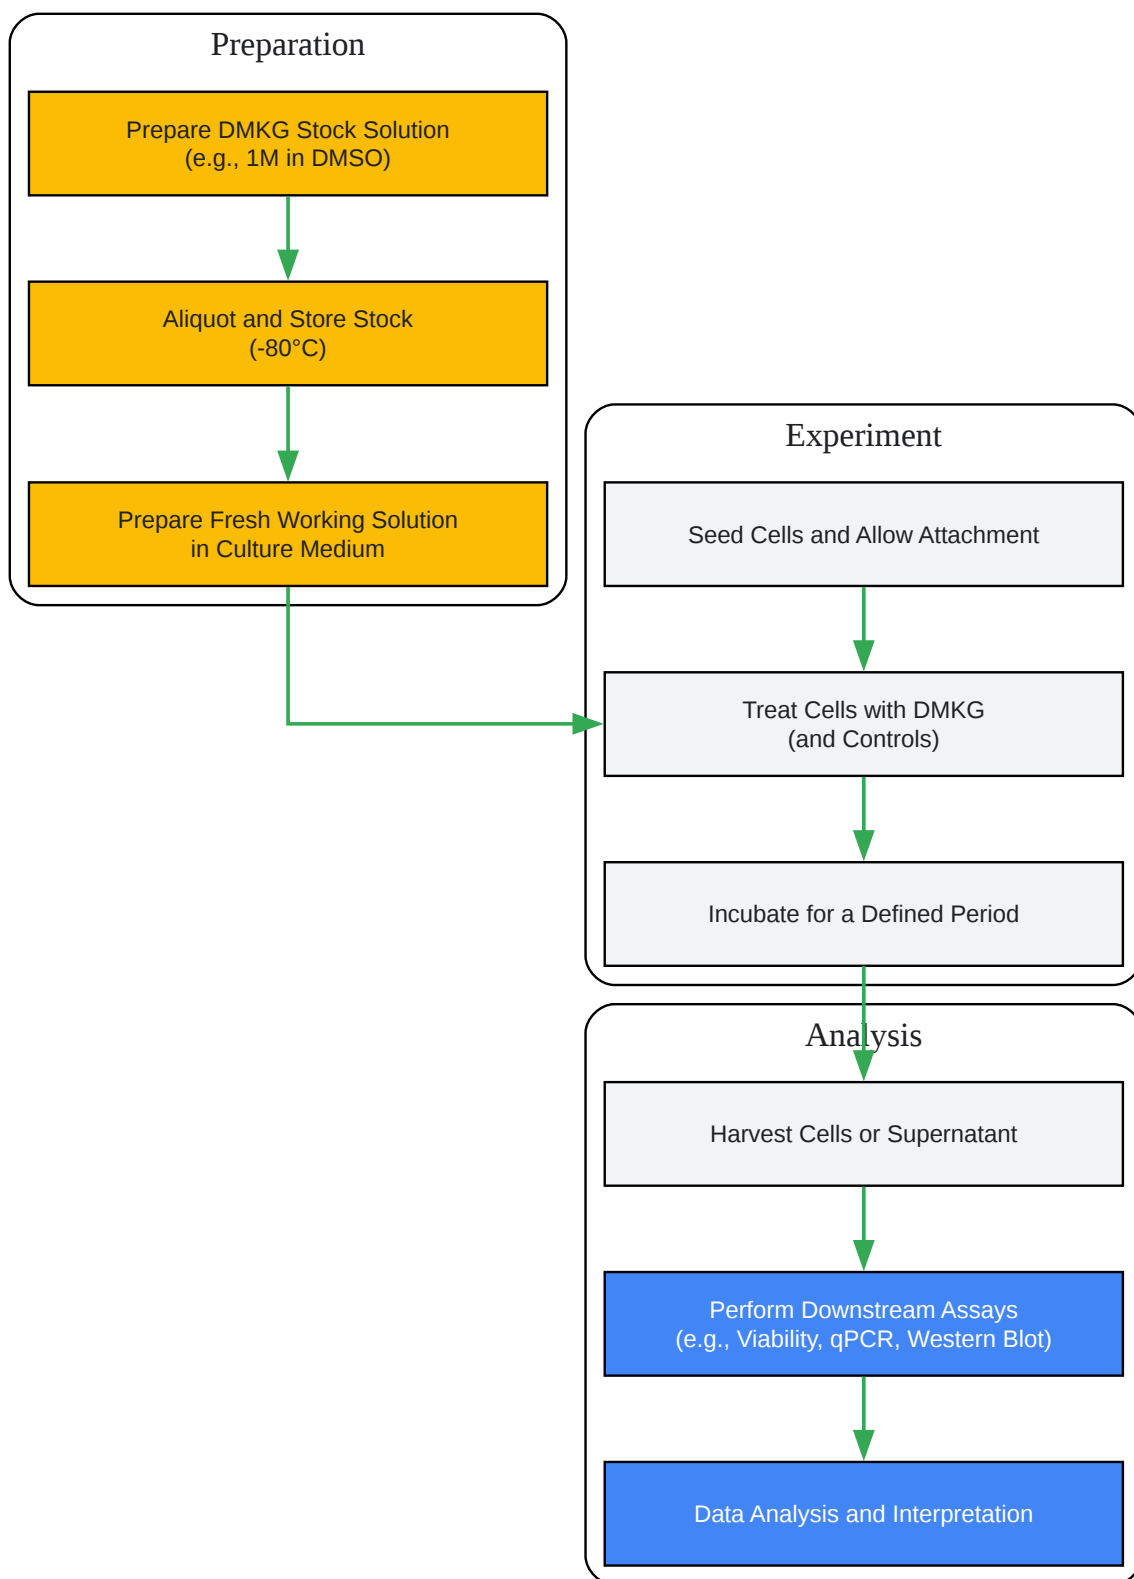 Preparation
Prepare DMKG Stock Solution
(e.g., 1M in DMSO)
Aliquot and Store Stock
(-80°C)
Prepare Fresh Working Solution
in Culture Medium
Experiment
Seed Cells and Allow Attachment
Treat Cells with DMKG
(and Controls)
Incubate for a Defined Period
Analysis
Harvest Cells or Supernatant
Perform Downstream Assays
(e.g., Viability, qPCR, Western Blot)
Data Analysis and Interpretation